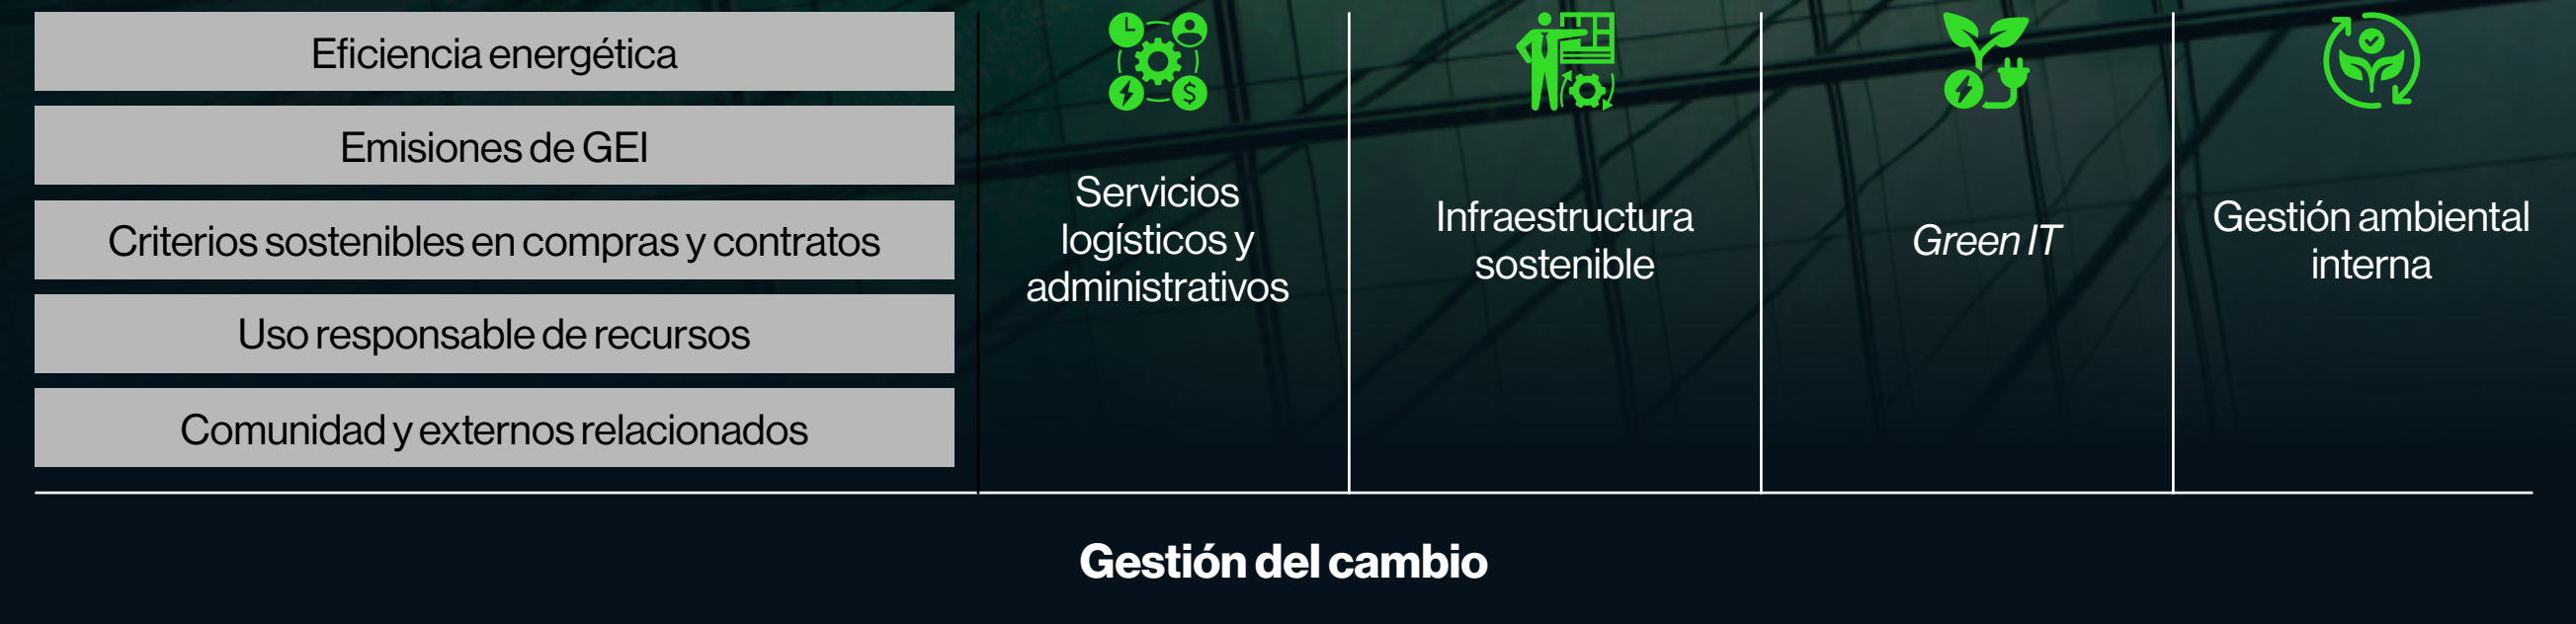 Eficiencia energética
Emisiones de GEI
Criterios sostenibles en compras y contratos
Uso responsable de recursos
Comunidad y externos relacionados
Servicios
logísticos y
administrativos
Infraestructura
sostenible
Green IT
Gestión ambiental
interna
Gestión del cambio